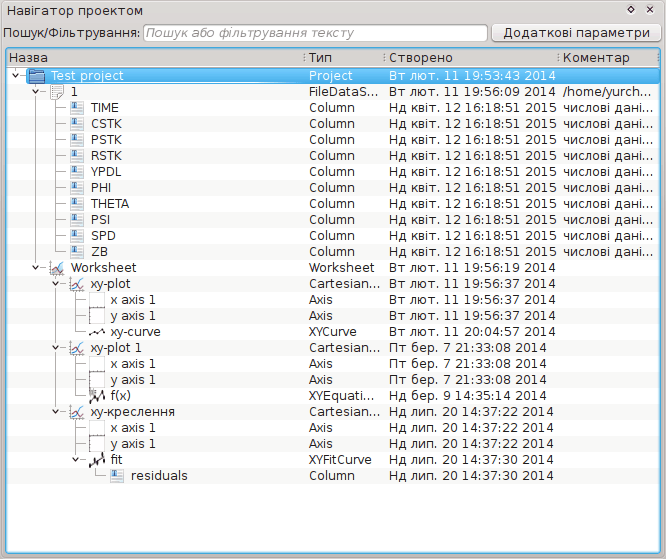 Навігатор проектом
Пошук/Фільтрування: Пошук або фільтрування тексту Додаткові параметри
Назва Тип Створено Коментар
Test project Project Вт лют. 11 19:53:43 2014
1 FileDataS... Вт лют. 11 19:56:09 2014 /home/yurch...
TIME Column Нд квіт. 12 16:18:51 2015 числові дані...
CSTK Column Нд квіт. 12 16:18:51 2015 числові дані...
PSTK Column Нд квіт. 12 16:18:51 2015 числові дані...
RSTK Column Нд квіт. 12 16:18:51 2015 числові дані...
YPDL Column Нд квіт. 12 16:18:51 2015 числові дані...
PHI Column Нд квіт. 12 16:18:51 2015 числові дані...
THETA Column Нд квіт. 12 16:18:51 2015 числові дані...
PSI Column Нд квіт. 12 16:18:51 2015 числові дані...
SPD Column Нд квіт. 12 16:18:51 2015 числові дані...
ZB Column Нд квіт. 12 16:18:51 2015 числові дані...
Worksheet Worksheet Вт лют. 11 19:56:19 2014
xy-plot Cartesian... Вт лют. 11 19:56:37 2014
x axis 1 Axis Вт лют. 11 19:56:37 2014
y axis 1 Axis Вт лют. 11 19:56:37 2014
xy-curve XYCurve Вт лют. 11 20:04:57 2014
xy-plot 1 Cartesian... Пт бер. 7 21:33:08 2014
x axis 1 Axis Пт бер. 7 21:33:08 2014
y axis 1 Axis Пт бер. 7 21:33:08 2014
f(x) XYEquati... Нд бер. 9 14:35:14 2014
xy-креслення Cartesian... Нд лип. 20 14:37:22 2014
x axis 1 Axis Нд лип. 20 14:37:22 2014
y axis 1 Axis Нд лип. 20 14:37:22 2014
fit XYFitCurve Нд лип. 20 14:37:30 2014
residuals Column Нд лип. 20 14:37:30 2014